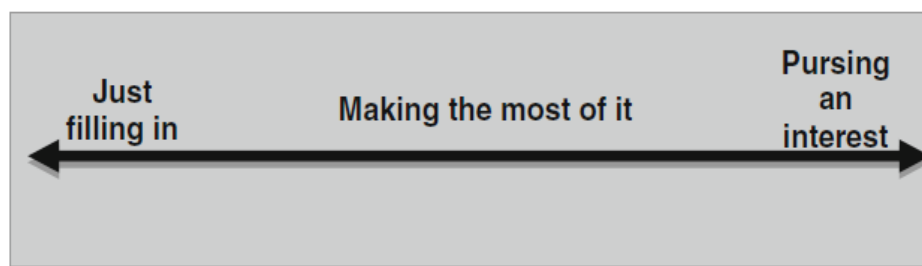 Just
filling in
Making the most of it
Pursing
an
interest